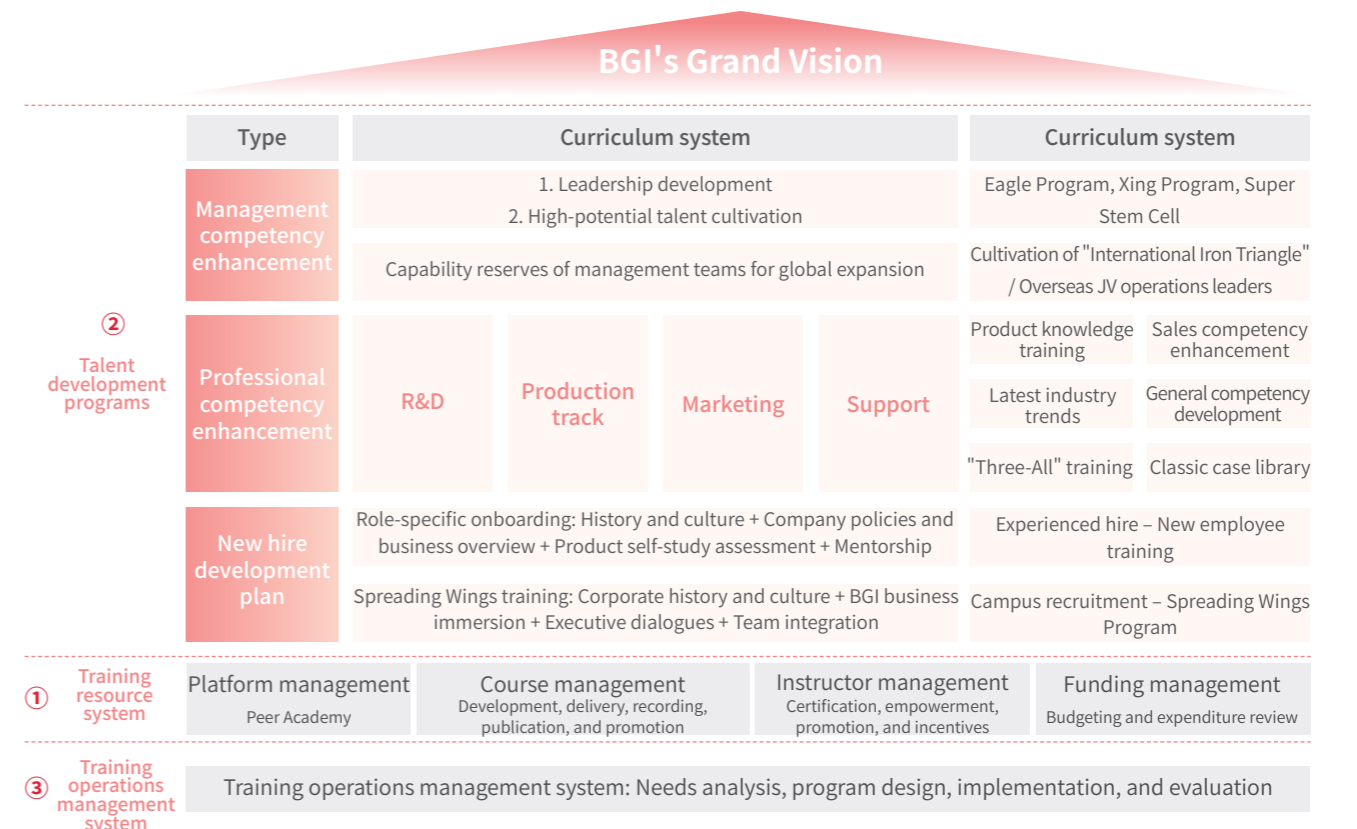 BGI's Grand Vision
Type
Curriculum system
Curriculum system
②
Talent
development
programs
Management
competency
enhancement
1. Leadership development
2. High-potential talent cultivation
Eagle Program, Xing Program, Super
Stem Cell
Capability reserves of management teams for global expansion
Cultivation of "International Iron Triangle"
/ Overseas JV operations leaders
Professional
competency
enhancement
R&D
Production
track
Marketing
Support
Product knowledge
training
Sales competency
enhancement
Latest industry
trends
General competency
development
"Three-All" training
Classic case library
New hire
development
plan
Role-specific onboarding: History and culture + Company policies and
business overview + Product self-study assessment + Mentorship
Experienced hire – New employee
training
Spreading Wings training: Corporate history and culture + BGI business
immersion + Executive dialogues + Team integration
Campus recruitment – Spreading Wings
Program
①
Training
resource
system
Platform management
Peer Academy
Course management
Development, delivery, recording,
publication, and promotion
Instructor management
Certification, empowerment,
promotion, and incentives
Funding management
Budgeting and expenditure review
③
Training
operations
management
system
Training operations management system: Needs analysis, program design, implementation, and evaluation